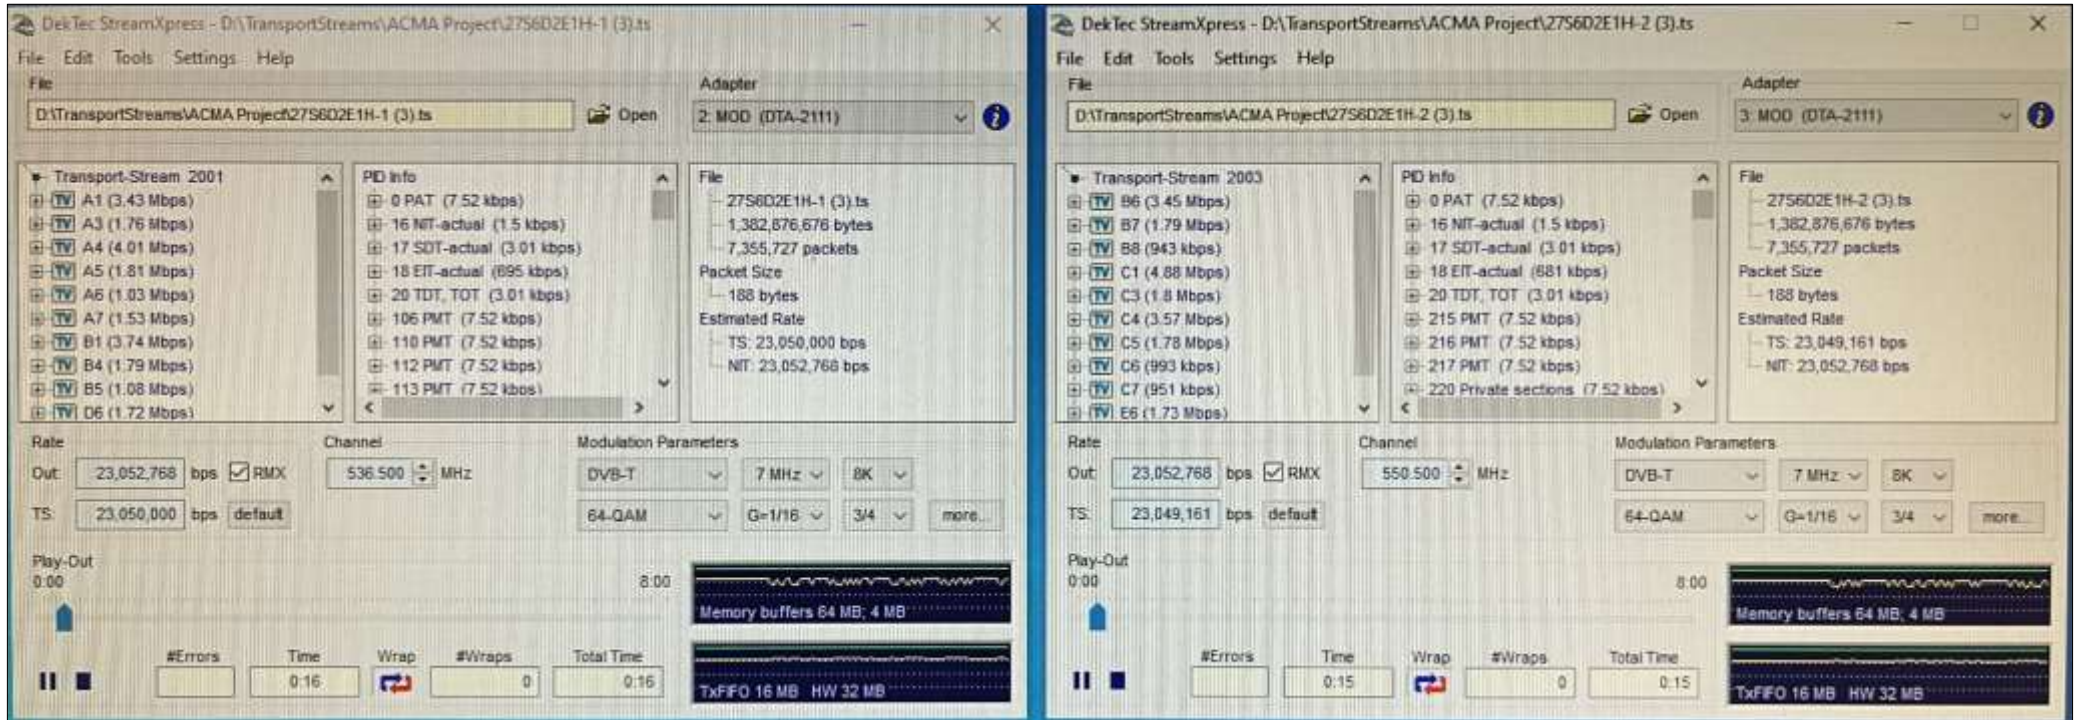 DekTec StreamXpress - D:\TransportStreams\ACMA Project\27S6D2E1H-1 (3).ts
File Edit Tools Settings Help
File
D:\TransportStreams\ACMA Project\27S6D2E1H-1 (3).ts
Open
Adapter
2: MOD (DTA-2111)
Transport-Stream 2001
TV A1 (3.43 Mbps)
TV A3 (1.76 Mbps)
TV A4 (4.01 Mbps)
TV A5 (1.81 Mbps)
TV A6 (1.03 Mbps)
TV A7 (1.53 Mbps)
TV B1 (3.74 Mbps)
TV B4 (1.79 Mbps)
TV B5 (1.08 Mbps)
TV D6 (1.72 Mbps)
PID Info
0 PAT (7.52 kbps)
16 NIT-actual (1.5 kbps)
17 SDT-actual (3.01 kbps)
18 EIT-actual (695 kbps)
20 TDT, TOT (3.01 kbps)
106 PMT (7.52 kbps)
110 PMT (7.52 kbps)
112 PMT (7.52 kbps)
113 PMT (7.52 kbps)
File
27S6D2E1H-1 (3).ts
1,382,876,676 bytes
7,355,727 packets
Packet Size
188 bytes
Estimated Rate
TS: 23,050,000 bps
NIT: 23,052,768 bps
Rate
Out: 23,052,768 bps RMX
TS: 23,050,000 bps default
Channel
536.500 MHz
Modulation Parameters
DVB-T 7 MHz 8K
64-QAM G=1/16 3/4 more...
Play-Out
0:00
8:00
Memory buffers 64 MB; 4 MB
#Errors Time Wrap #Wraps Total Time
0:16 0 0:16
TxFIFO 16 MB HW 32 MB
DekTec StreamXpress - D:\TransportStreams\ACMA Project\27S6D2E1H-2 (3).ts
File Edit Tools Settings Help
File
D:\TransportStreams\ACMA Project\27S6D2E1H-2 (3).ts
Open
Adapter
3: MOD (DTA-2111)
Transport-Stream 2003
TV B6 (3.45 Mbps)
TV B7 (1.79 Mbps)
TV B8 (943 kbps)
TV C1 (4.88 Mbps)
TV C3 (1.8 Mbps)
TV C4 (3.57 Mbps)
TV C5 (1.78 Mbps)
TV C6 (993 kbps)
TV C7 (951 kbps)
TV E6 (1.73 Mbps)
PID Info
0 PAT (7.52 kbps)
16 NIT-actual (1.5 kbps)
17 SDT-actual (3.01 kbps)
18 EIT-actual (681 kbps)
20 TDT, TOT (3.01 kbps)
215 PMT (7.52 kbps)
216 PMT (7.52 kbps)
217 PMT (7.52 kbps)
220 Private sections (7.52 kbps)
File
27S6D2E1H-2 (3).ts
1,382,876,676 bytes
7,355,727 packets
Packet Size
188 bytes
Estimated Rate
TS: 23,049,161 bps
NIT: 23,052,768 bps
Rate
Out: 23,052,768 bps RMX
TS: 23,049,161 bps default
Channel
550.500 MHz
Modulation Parameters
DVB-T 7 MHz 8K
64-QAM G=1/16 3/4 more...
Play-Out
0:00
8:00
Memory buffers 64 MB; 4 MB
#Errors Time Wrap #Wraps Total Time
0:15 0 0:15
TxFIFO 16 MB HW 32 MB